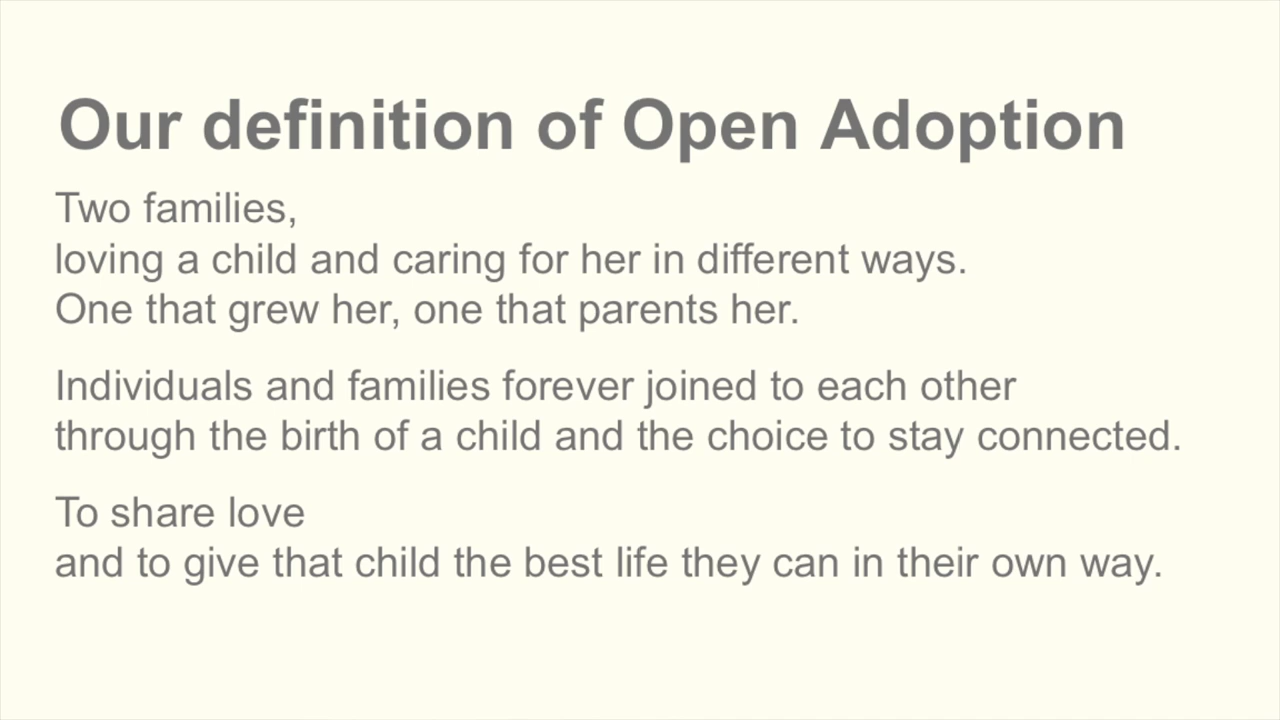 Our definition of Open Adoption
Two families,
loving a child and caring for her in different ways.
One that grew her, one that parents her.
Individuals and families forever joined to each other
through the birth of a child and the choice to stay connected.
To share love
and to give that child the best life they can in their own way.